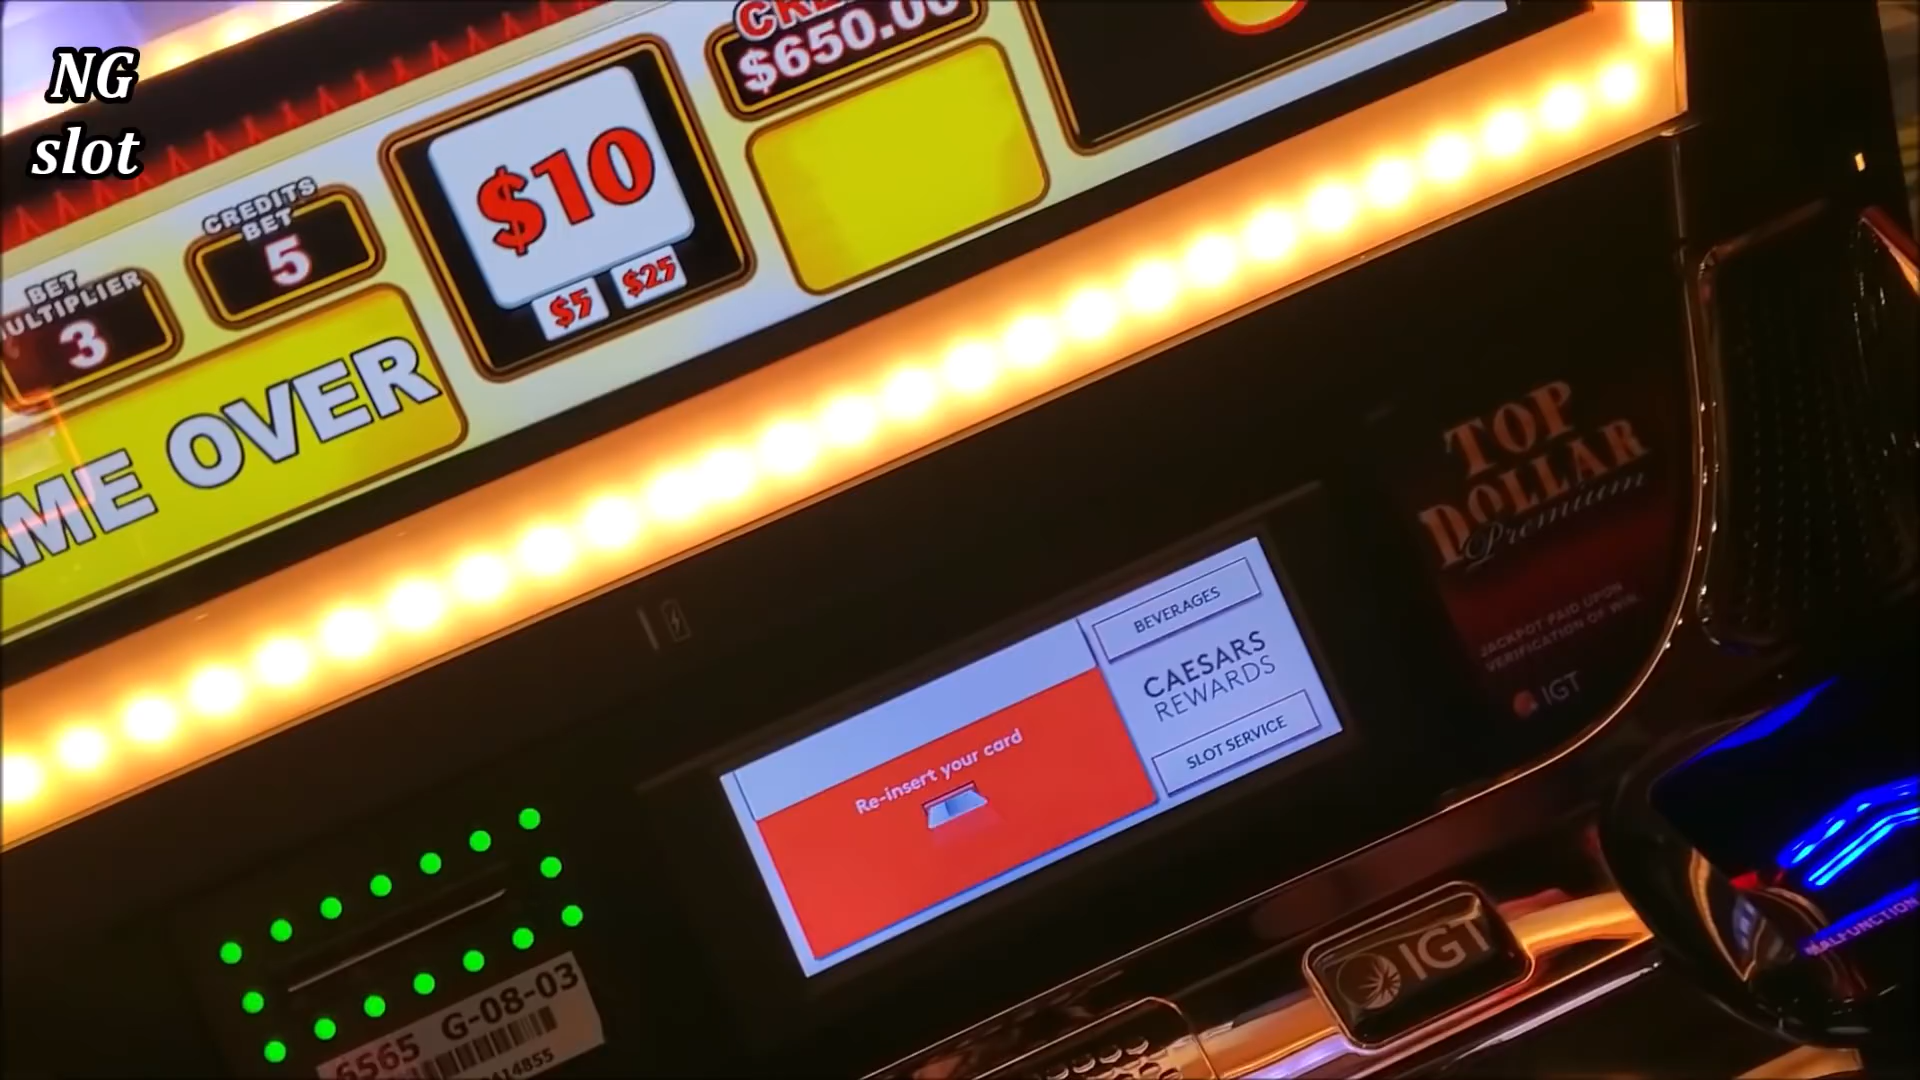 NG
slot
CREDITS
BET
5
BET
MULTIPLIER
3
$10
$5
$25
$650.00
OVER
TOP
DOLLAR
Premium
JACKPOT PAID UPON
VERIFICATION OF WIN.
IGT
BEVERAGES
CAESARS
REWARDS
SLOT SERVICE
Re-insert your card
IGT
MALFUNCTION
6565 G-08-03